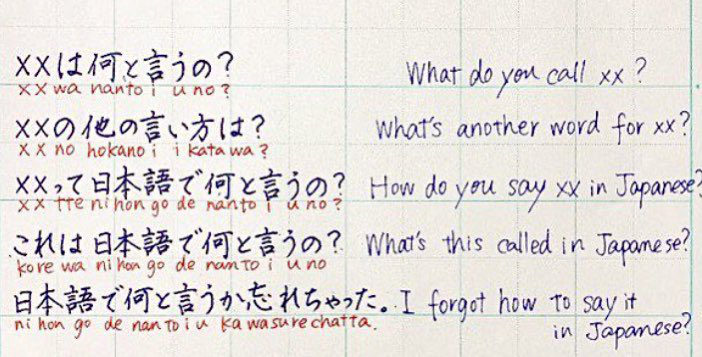 XXは何と言うの? What do you call xx?
xx wa nanto i u no?
XXの他の言い方は? What's another word for xx?
XX no hokano i i kata wa?
XXって日本語で何と言うの? How do you say xx in Japanese?
xx tte ni hon go de nanto i u no?
これは日本語で何と言うの? What's this called in Japanese?
kore wa ni hon go de nanto i u no
日本語で何と言うか忘れちゃった。 I forgot how to say it
ni hon go de nan to i u ka wasure chatta. in Japanese?